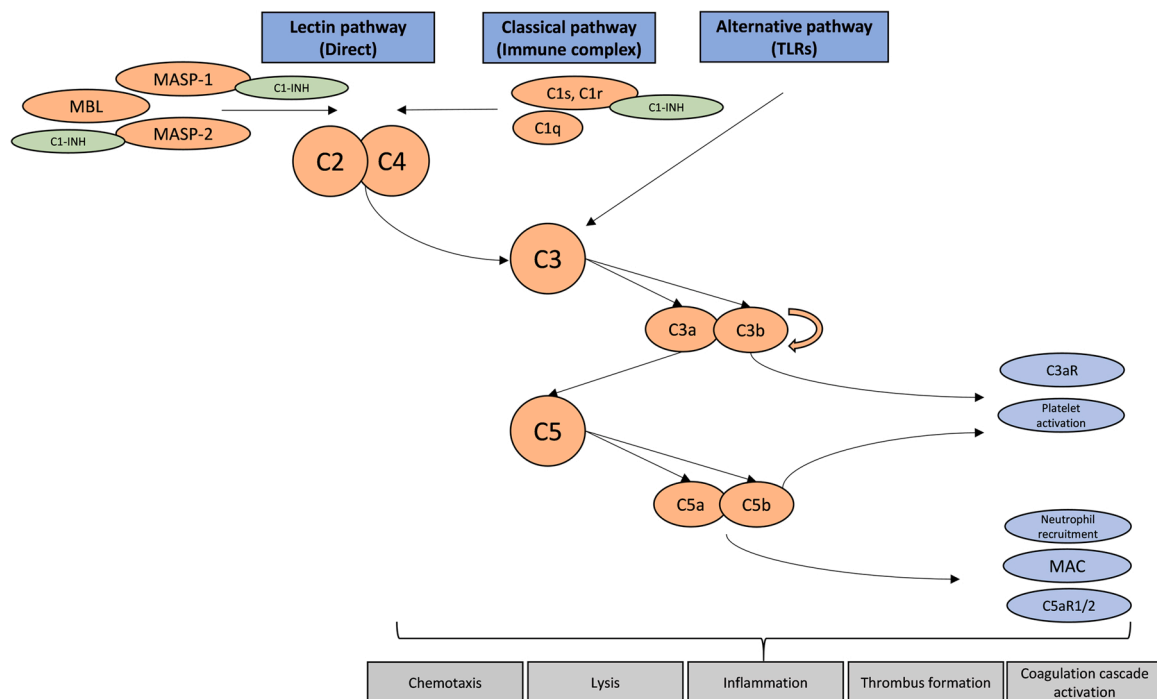 Lectin pathway
(Direct)
Classical pathway
(Immune complex)
Alternative pathway
(TLRs)
MASP-1
C1-INH
MBL
MASP-2
C1-INH
C1s, C1r
C1-INH
C1q
C2
C4
C3
C3a
C3b
C3aR
Platelet
activation
C5
C5a
C5b
Neutrophil
recruitment
MAC
C5aR1/2
Chemotaxis
Lysis
Inflammation
Thrombus formation
Coagulation cascade
activation